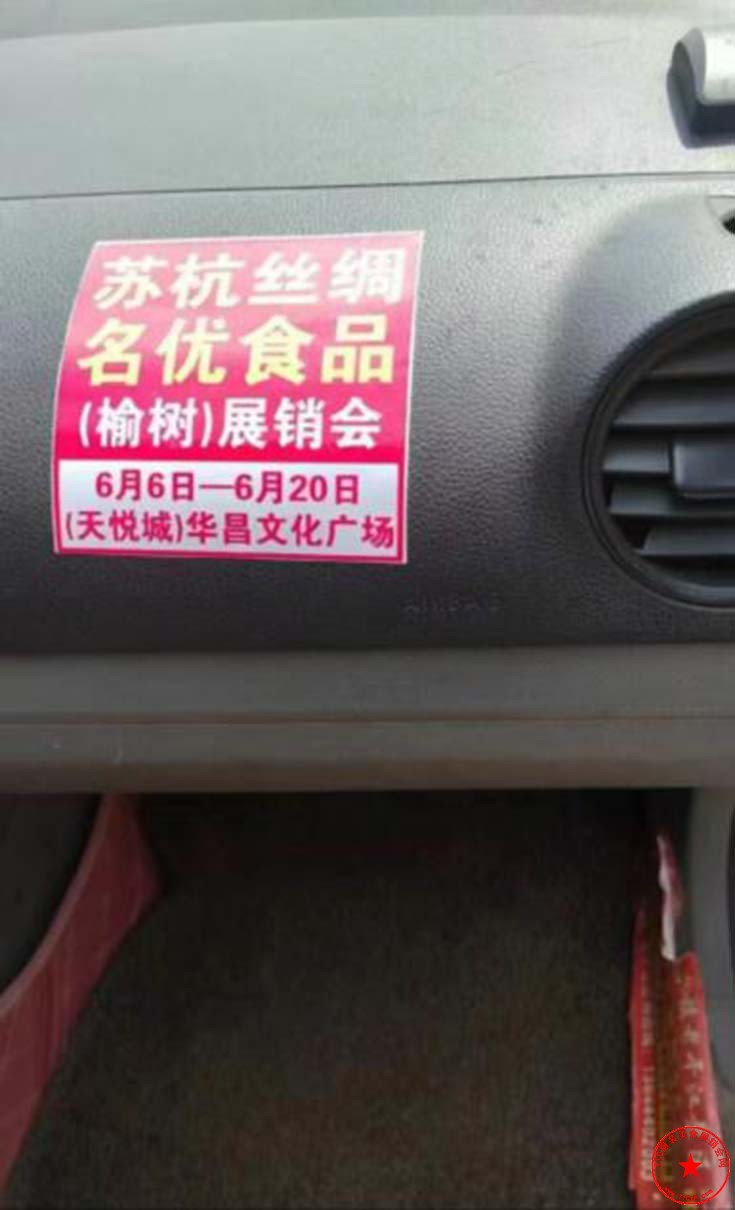 苏杭丝绸
名优食品
(榆树)展销会
6月6日—6月20日
(天悦城)华昌文化广场